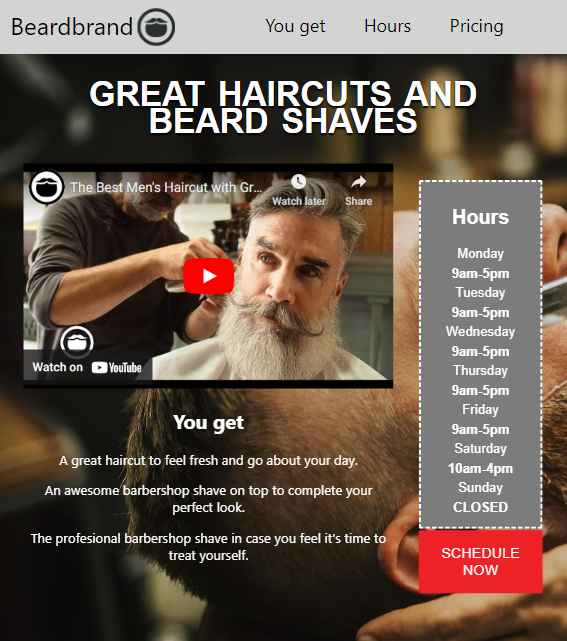 Beardbrand
You get Hours Pricing
GREAT HAIRCUTS AND
BEARD SHAVES
The Best Men's Haircut with Gr...
Watch later Share
Watch on YouTube
You get
A great haircut to feel fresh and go about your day.
An awesome barbershop shave on top to complete your
perfect look.
The profesional barbershop shave in case you feel it's time to
treat yourself.
Hours
Monday
9am-5pm
Tuesday
9am-5pm
Wednesday
9am-5pm
Thursday
9am-5pm
Friday
9am-5pm
Saturday
10am-4pm
Sunday
CLOSED
SCHEDULE
NOW